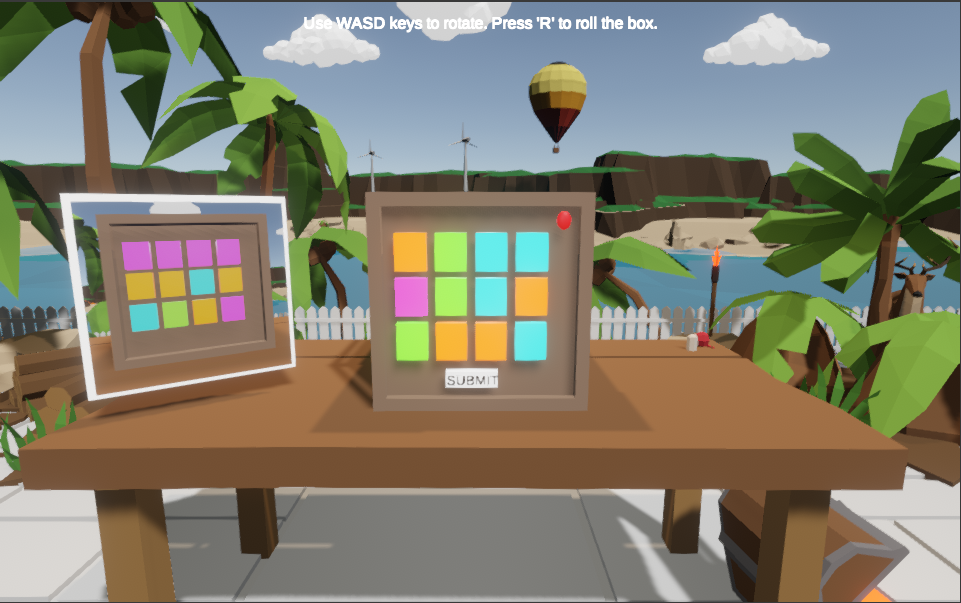 Use WASD keys to rotate. Press 'R' to roll the box.
SUBMIT